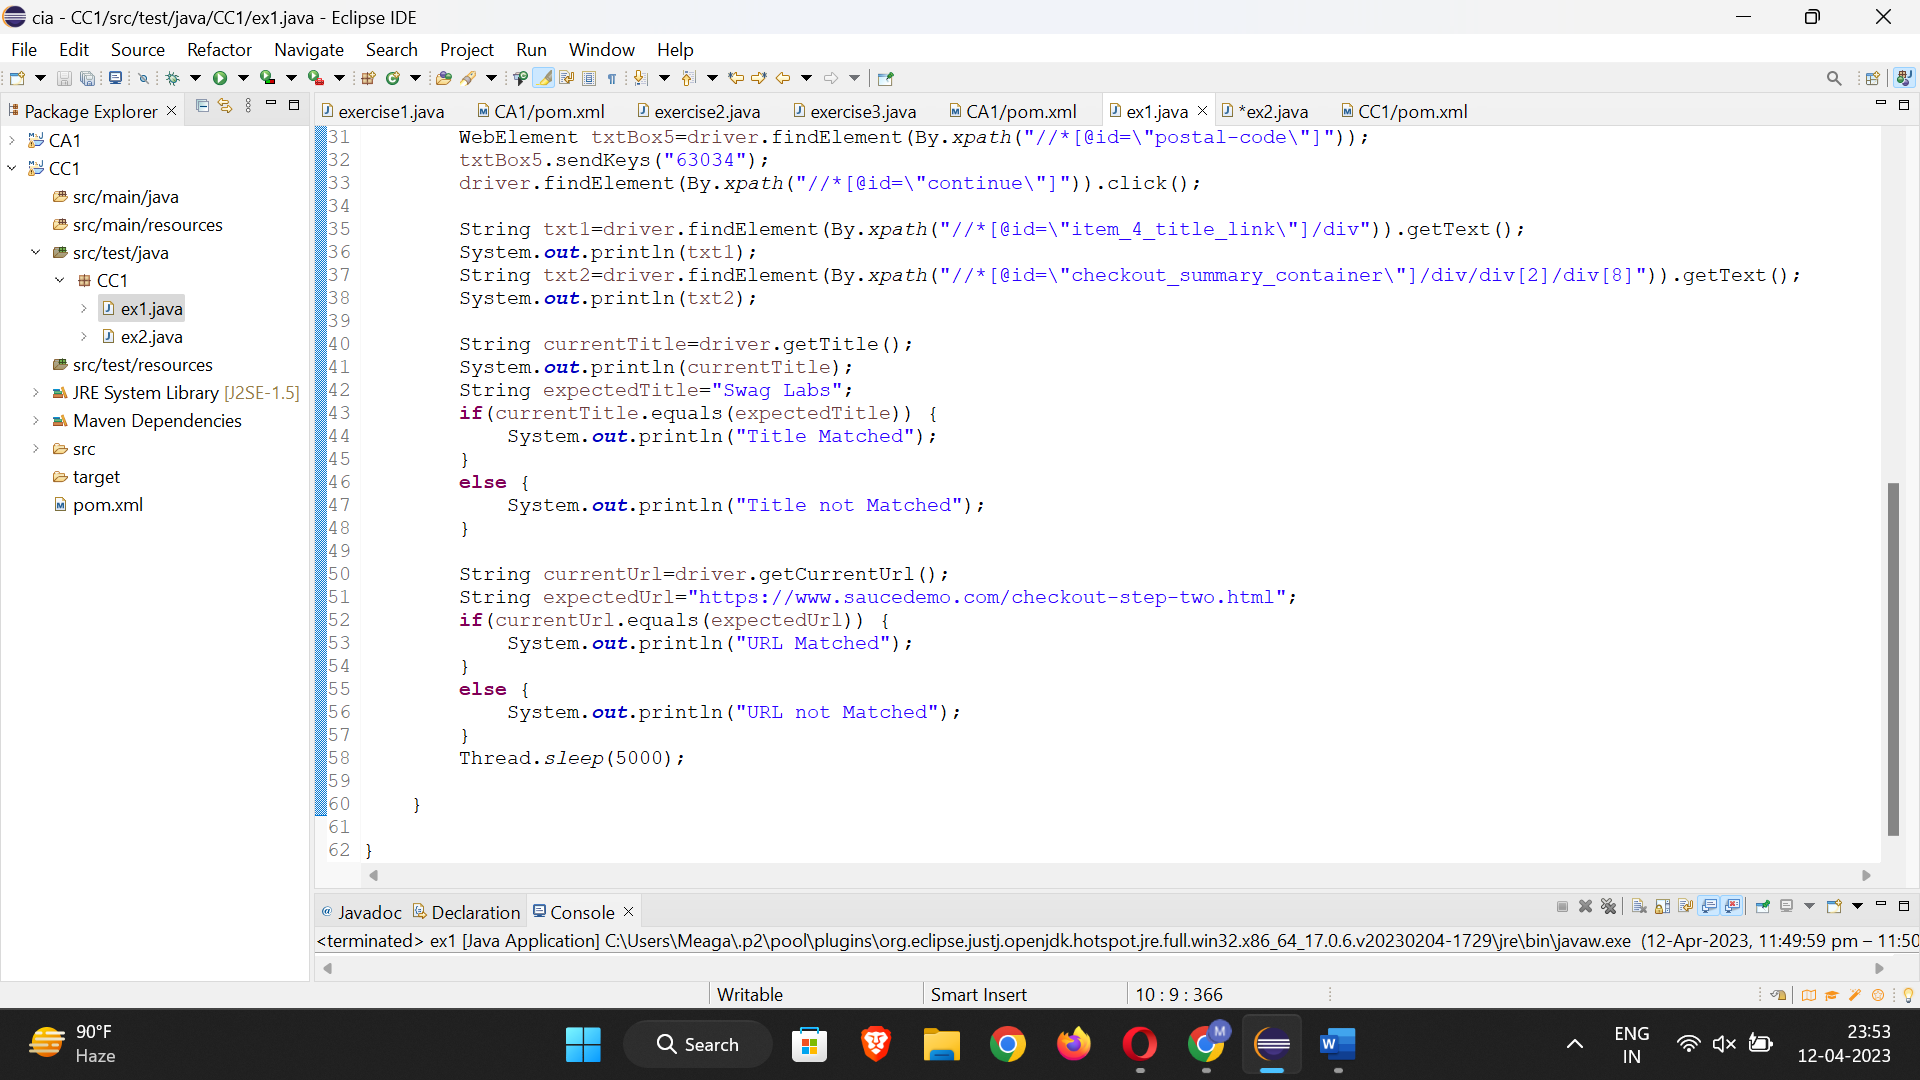 cia - CC1/src/test/java/CC1/ex1.java - Eclipse IDE
File Edit Source Refactor Navigate Search Project Run Window Help
Package Explorer
exercise1.java CA1/pom.xml exercise2.java exercise3.java CA1/pom.xml ex1.java *ex2.java CC1/pom.xml
CA1
CC1
src/main/java
src/main/resources
src/test/java
CC1
ex1.java
ex2.java
src/test/resources
JRE System Library [J2SE-1.5]
Maven Dependencies
src
target
pom.xml
31 WebElement txtBox5=driver.findElement(By.xpath("//*[@id=\"postal-code\"]"));
32 txtBox5.sendKeys("63034");
33 driver.findElement(By.xpath("//*[@id=\"continue\"]")).click();
34
35 String txt1=driver.findElement(By.xpath("//*[@id=\"item_4_title_link\"]/div")).getText();
36 System.out.println(txt1);
37 String txt2=driver.findElement(By.xpath("//*[@id=\"checkout_summary_container\"]/div/div[2]/div[8]")).getText();
38 System.out.println(txt2);
39
40 String currentTitle=driver.getTitle();
41 System.out.println(currentTitle);
42 String expectedTitle="Swag Labs";
43 if(currentTitle.equals(expectedTitle)) {
44 System.out.println("Title Matched");
45 }
46 else {
47 System.out.println("Title not Matched");
48 }
49
50 String currentUrl=driver.getCurrentUrl();
51 String expectedUrl="https://www.saucedemo.com/checkout-step-two.html";
52 if(currentUrl.equals(expectedUrl)) {
53 System.out.println("URL Matched");
54 }
55 else {
56 System.out.println("URL not Matched");
57 }
58 Thread.sleep(5000);
59
60 }
61
62 }
@ Javadoc Declaration Console
<terminated> ex1 [Java Application] C:\Users\Meaga\.p2\pool\plugins\org.eclipse.justj.openjdk.hotspot.jre.full.win32.x86_64_17.0.6.v20230204-1729\jre\bin\javaw.exe (12-Apr-2023, 11:49:59 pm – 11:50
Writable Smart Insert 10 : 9 : 366
90°F
Haze
Search
M
W
ENG
IN
23:53
12-04-2023